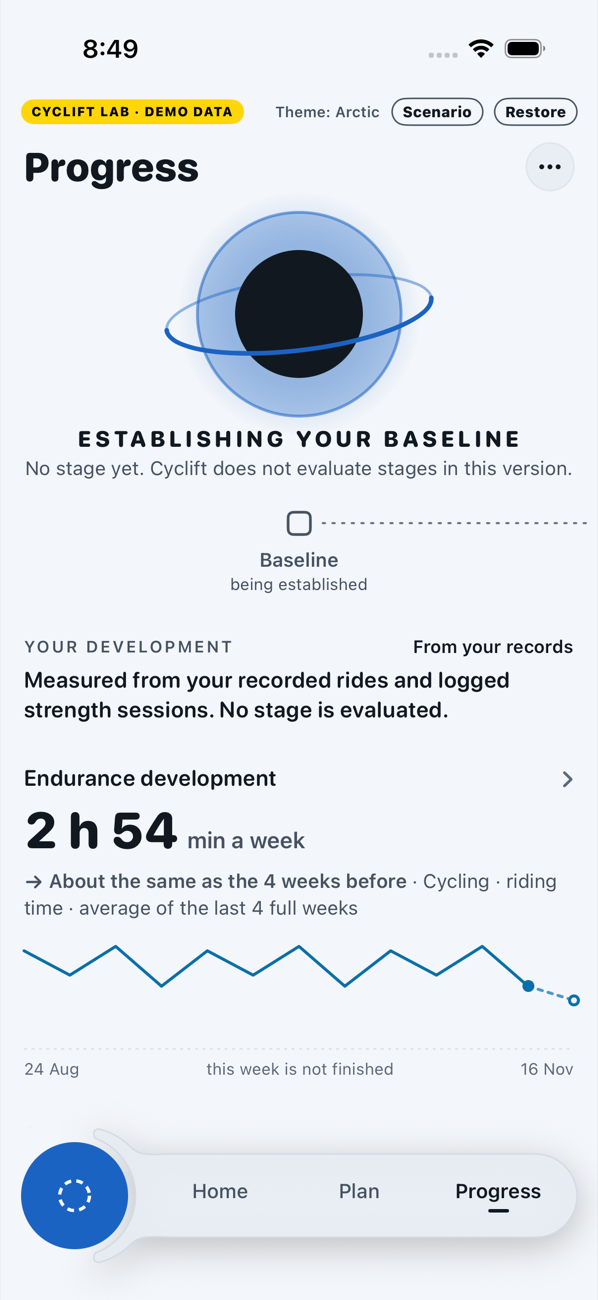 8:49
CYCLIFT LAB · DEMO DATA
Theme: Arctic
Scenario
Restore
Progress
ESTABLISHING YOUR BASELINE
No stage yet. Cyclift does not evaluate stages in this version.
Baseline
being established
YOUR DEVELOPMENT
From your records
Measured from your recorded rides and logged
strength sessions. No stage is evaluated.
Endurance development
2 h 54 min a week
→ About the same as the 4 weeks before · Cycling · riding
time · average of the last 4 full weeks
24 Aug
this week is not finished
16 Nov
Home
Plan
Progress